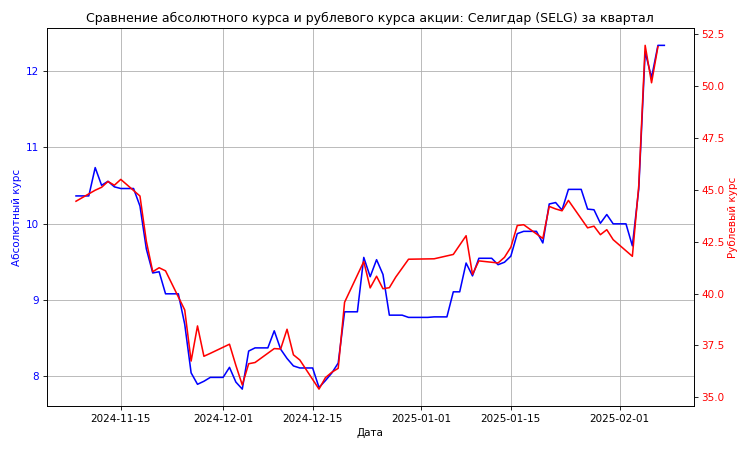 Сравнение абсолютного курса и рублевого курса акции: Селигдар (SELG) за квартал
52.5
12
50.0
47.5
11
45.0
Абсолютный курс
Рублевый курс
10
42.5
9
40.0
37.5
8
35.0
2024-11-15 2024-12-01 2024-12-15 2025-01-01 2025-01-15 2025-02-01
Дата